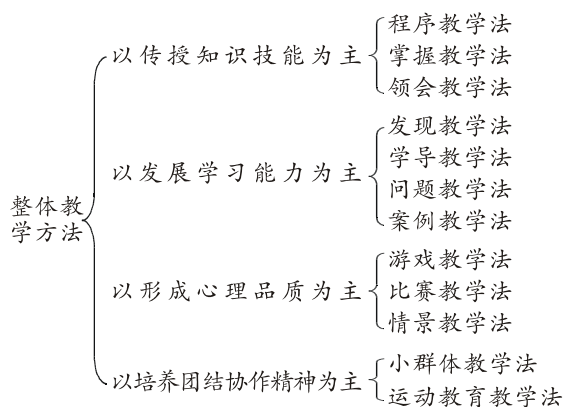 整体教
学方法
以传授知识技能为主
程序教学法
掌握教学法
领会教学法
以发展学习能力为主
发现教学法
学导教学法
问题教学法
案例教学法
以形成心理品质为主
游戏教学法
比赛教学法
情景教学法
以培养团结协作精神为主
小群体教学法
运动教育教学法